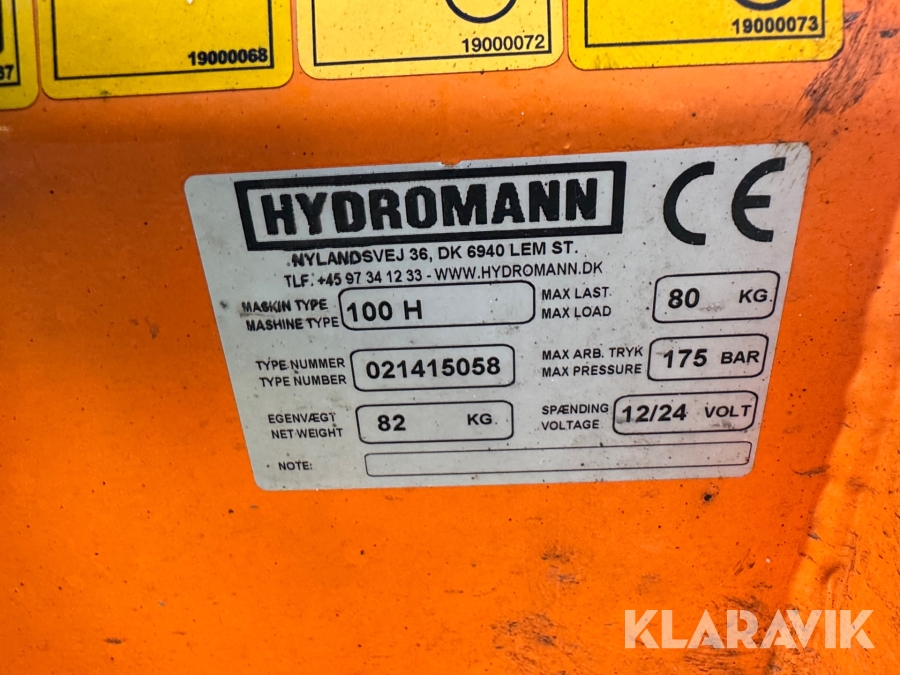 87
19000068
19000072
19000073
HYDROMANN
CE
NYLANDSVEJ 36, DK 6940 LEM ST.
TLF. +45 97 34 12 33 - WWW.HYDROMANN.DK
MASKIN TYPE
MASHINE TYPE
100 H
MAX LAST
MAX LOAD
80 KG.
TYPE NUMMER
TYPE NUMBER
021415058
MAX ARB. TRYK
MAX PRESSURE
175 BAR
EGENVÆGT
NET WEIGHT
82 KG.
SPÆNDING
VOLTAGE
12/24 VOLT
NOTE:
KLARAVIK